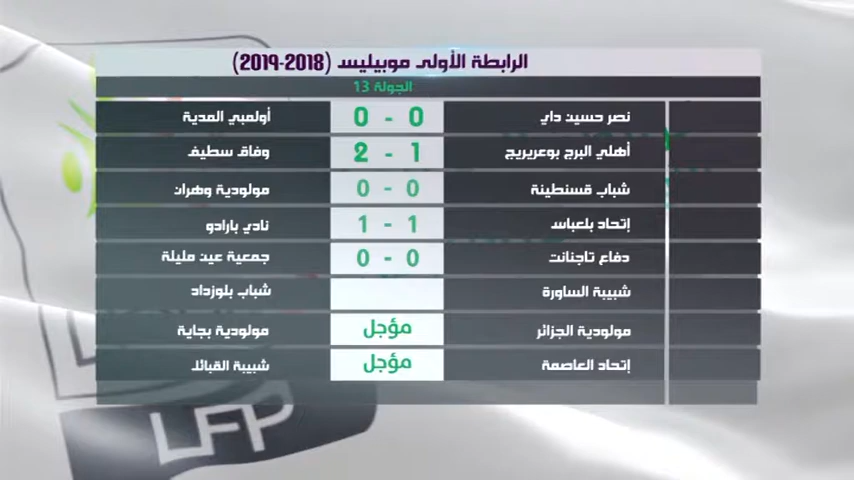 الرابطة الأولى موبيليس (2018-2019)
الجولة 13
نصر حسين داي 0 - 0 أولمبي المدية
أهلي البرج بوعريريج 1 - 2 وفاق سطيف
شباب قسنطينة 0 - 0 مولودية وهران
إتحاد بلعباس 1 - 1 نادي بارادو
دفاع تاجنانت 0 - 0 جمعية عين مليلة
شبيبة الساورة شباب بلوزداد
مولودية الجزائر مؤجل مولودية بجاية
إتحاد العاصمة مؤجل شبيبة القبائل
LFP